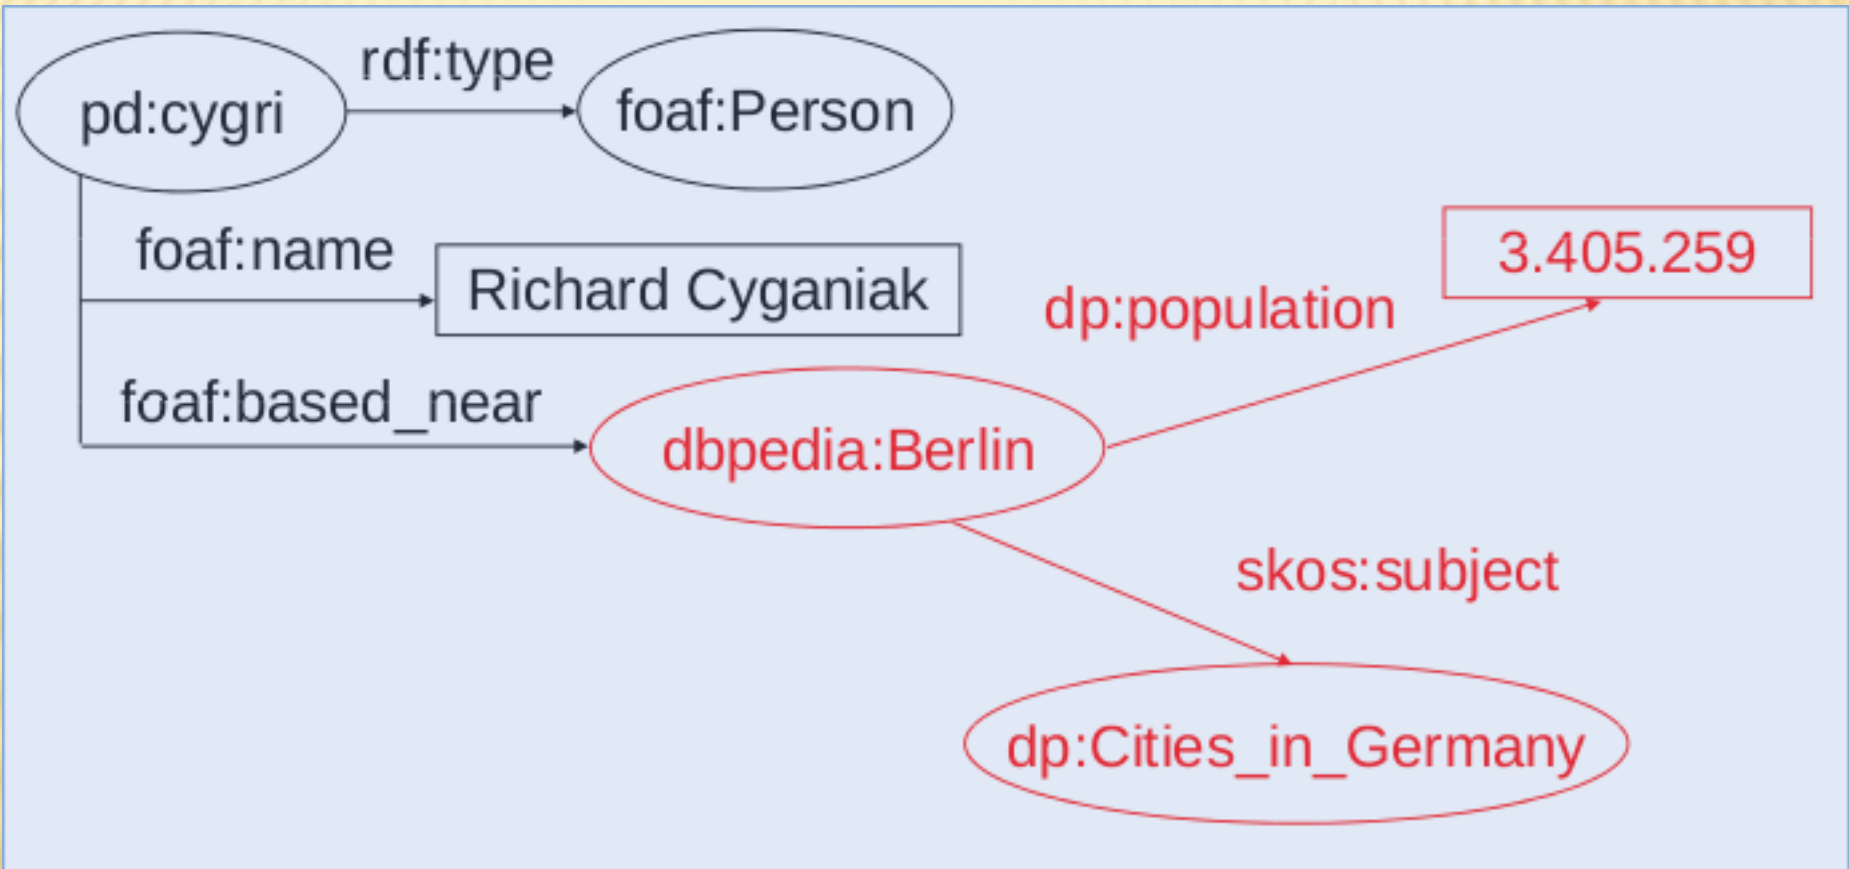 rdf:type
pd:cygri
foaf:Person
foaf:name
Richard Cyganiak
3.405.259
dp:population
foaf:based_near
dbpedia:Berlin
skos:subject
dp:Cities_in_Germany